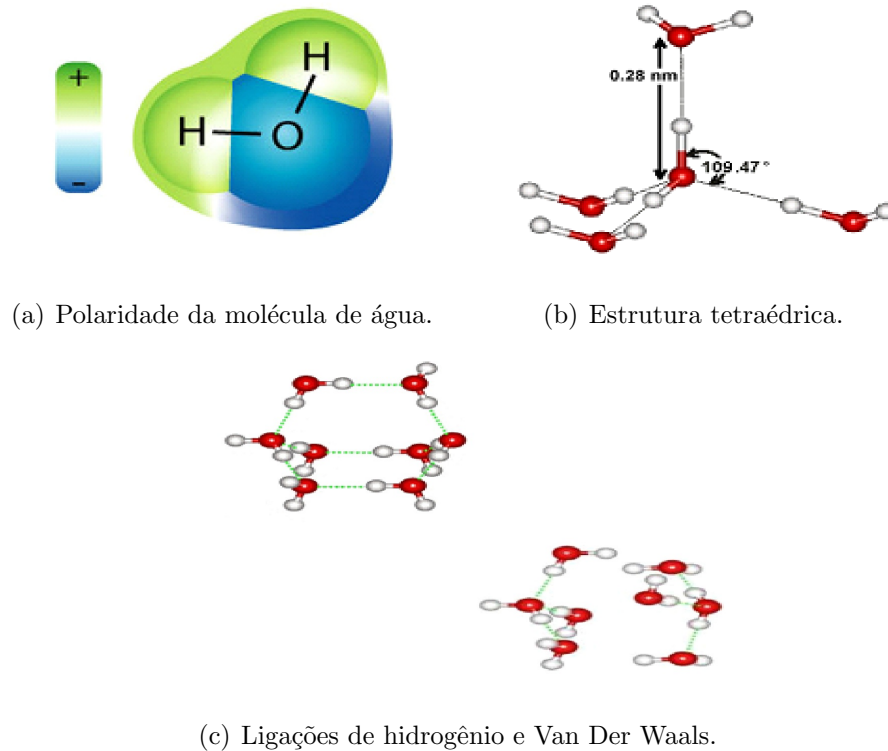 +
H
H
O
-
0.28 nm
109.47°
(a) Polaridade da molécula de água.
(b) Estrutura tetraédrica.
(c) Ligações de hidrogênio e Van Der Waals.